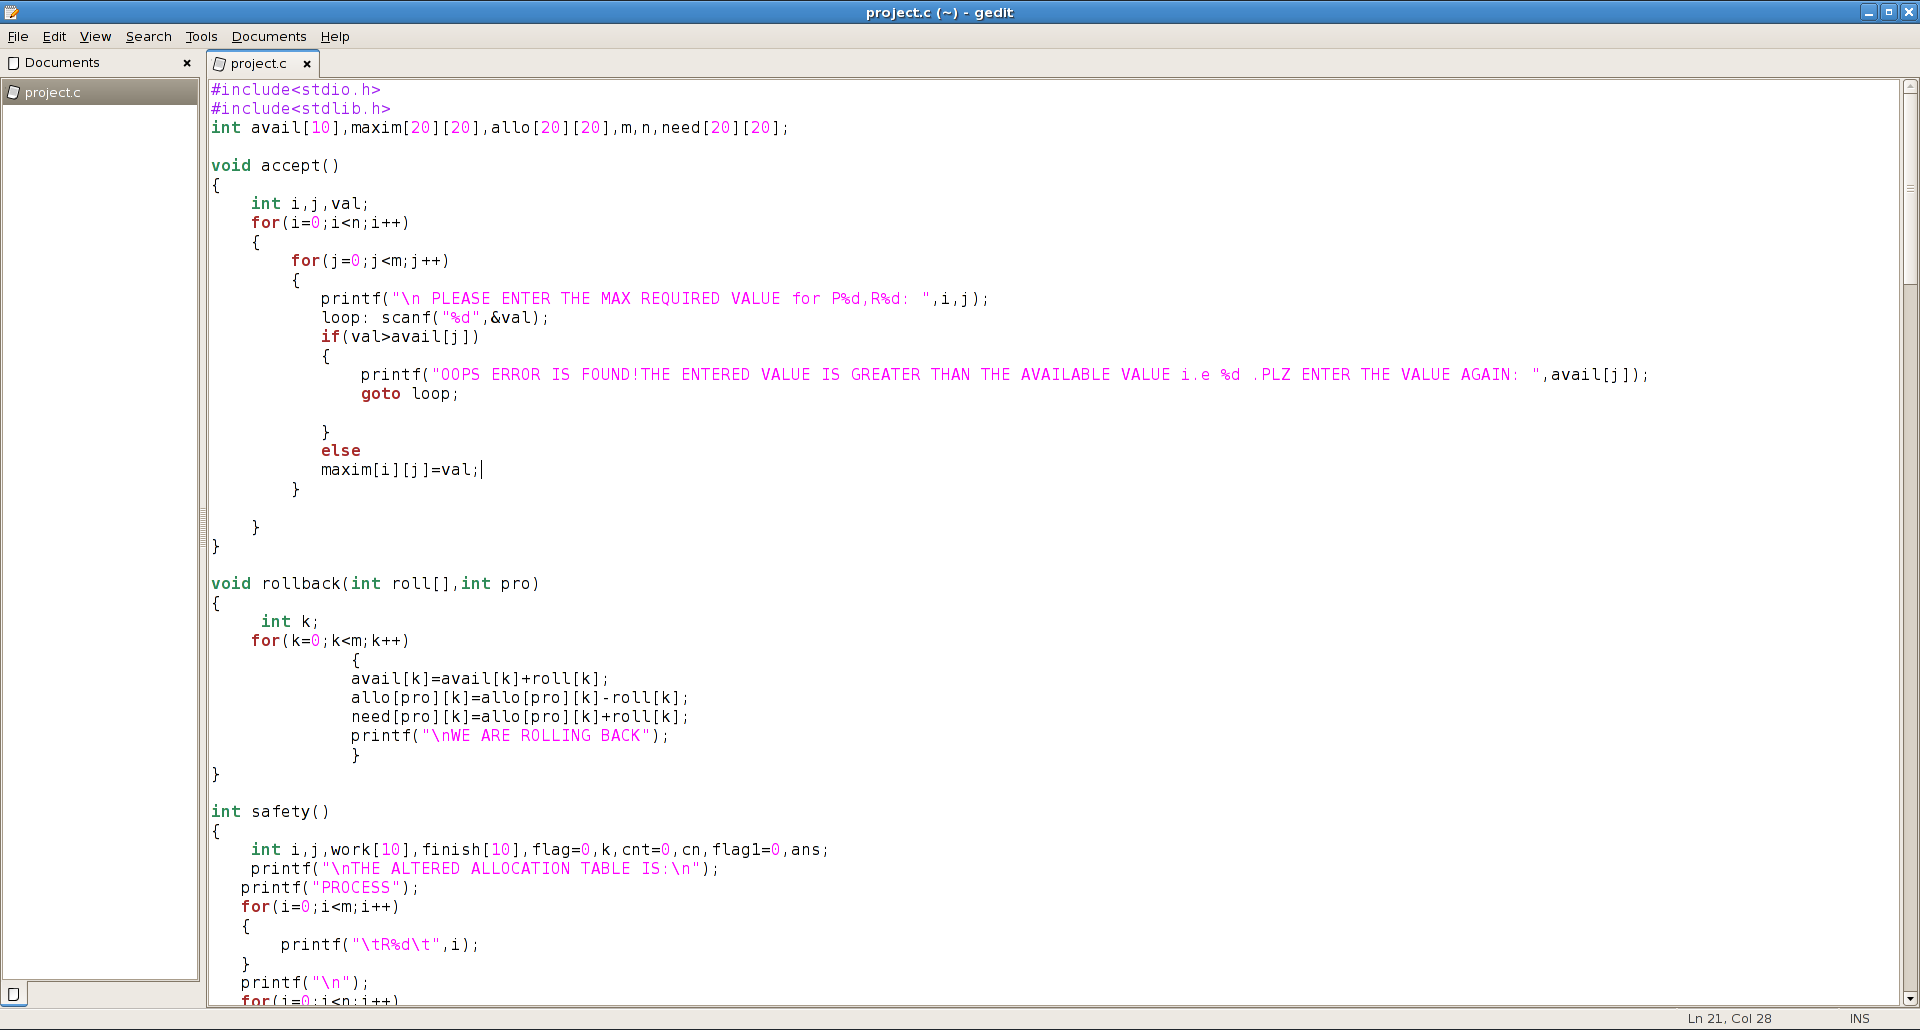 project.c (~) - gedit
File Edit View Search Tools Documents Help
Documents
project.c
project.c
#include<stdio.h>
#include<stdlib.h>
int avail[10],maxim[20][20],allo[20][20],m,n,need[20][20];
void accept()
{
int i,j,val;
for(i=0;i<n;i++)
{
for(j=0;j<m;j++)
{
printf("\n PLEASE ENTER THE MAX REQUIRED VALUE for P%d,R%d: ",i,j);
loop: scanf("%d",&val);
if(val>avail[j])
{
printf("OOPS ERROR IS FOUND!THE ENTERED VALUE IS GREATER THAN THE AVAILABLE VALUE i.e %d .PLZ ENTER THE VALUE AGAIN: ",avail[j]);
goto loop;
}
else
maxim[i][j]=val;
}
}
}
void rollback(int roll[],int pro)
{
int k;
for(k=0;k<m;k++)
{
avail[k]=avail[k]+roll[k];
allo[pro][k]=allo[pro][k]-roll[k];
need[pro][k]=allo[pro][k]+roll[k];
printf("\nWE ARE ROLLING BACK");
}
}
int safety()
{
int i,j,work[10],finish[10],flag=0,k,cnt=0,cn,flag1=0,ans;
printf("\nTHE ALTERED ALLOCATION TABLE IS:\n");
printf("PROCESS");
for(i=0;i<m;i++)
{
printf("\tR%d\t",i);
}
printf("\n");
for(i=0;i<n;i++)
Ln 21, Col 28 INS